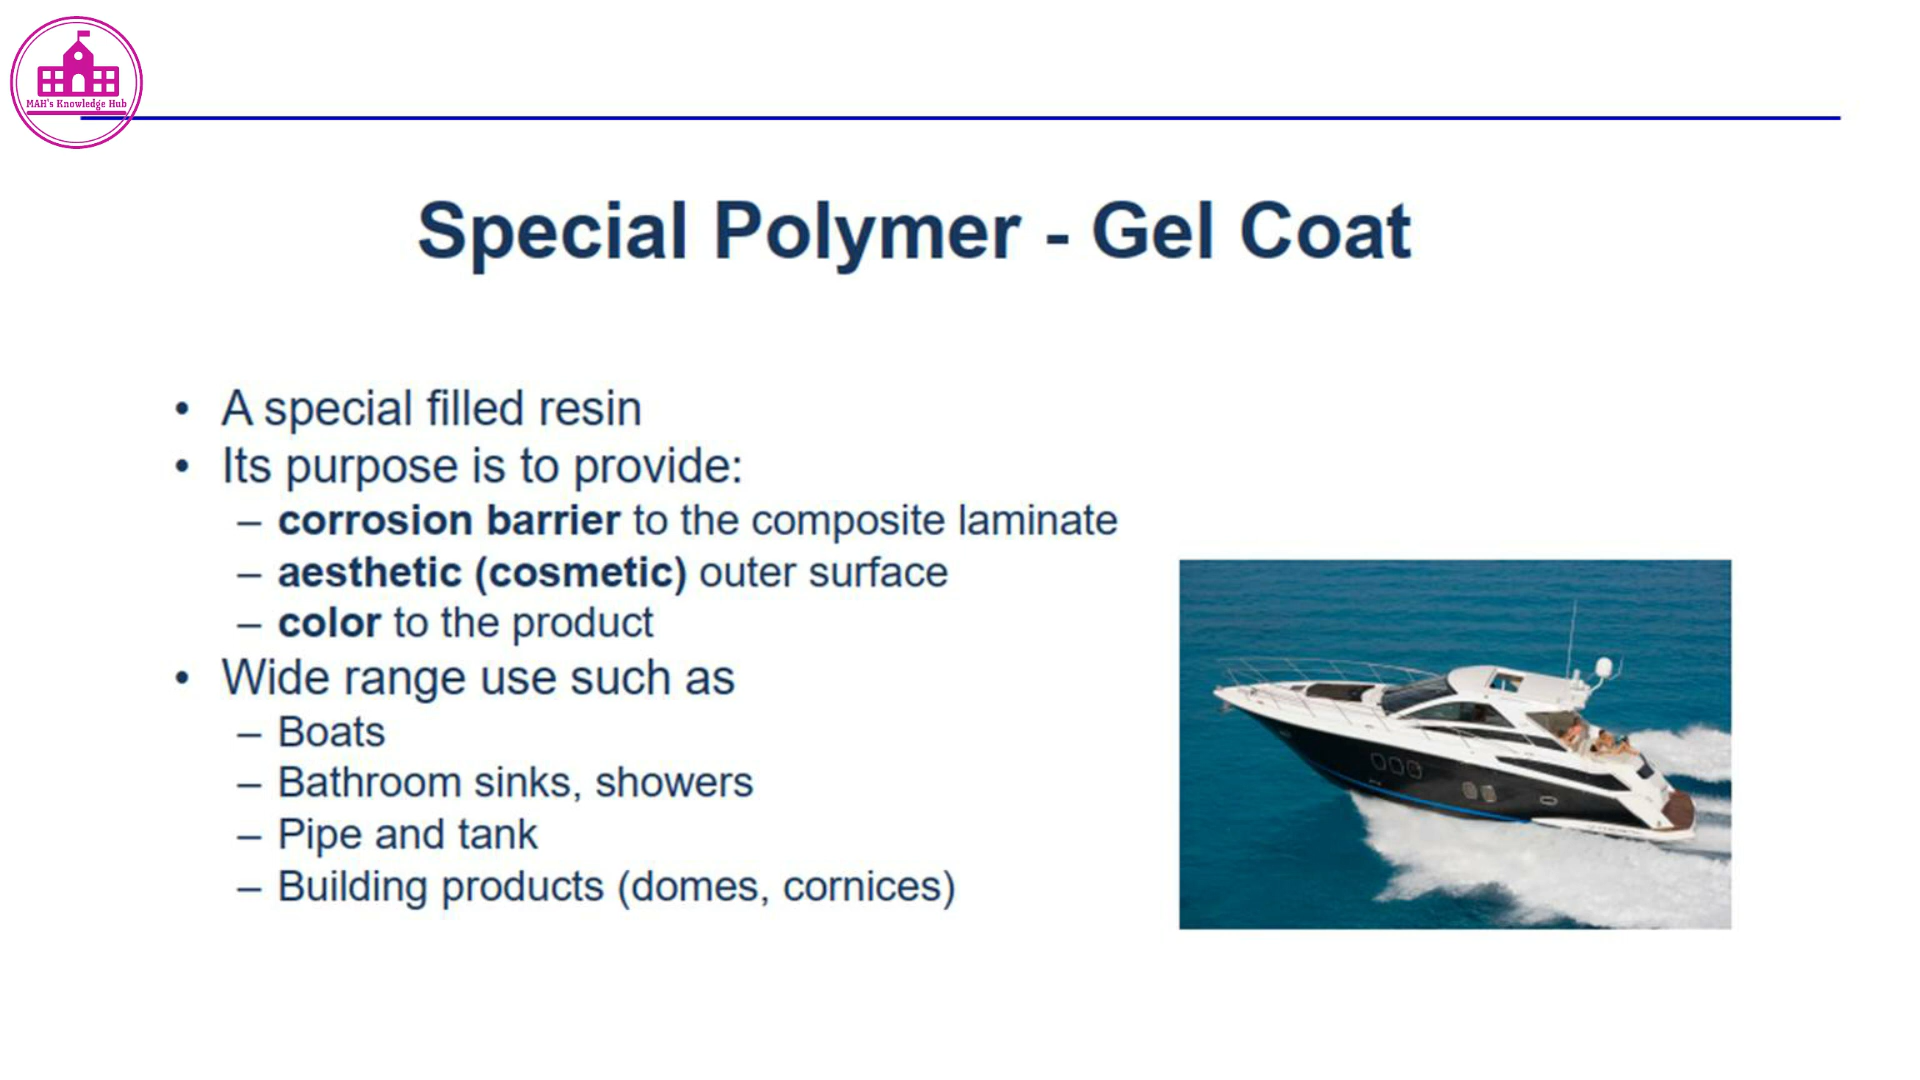 MAH's Knowledge Hub
Special Polymer - Gel Coat
• A special filled resin
• Its purpose is to provide:
– corrosion barrier to the composite laminate
– aesthetic (cosmetic) outer surface
– color to the product
• Wide range use such as
– Boats
– Bathroom sinks, showers
– Pipe and tank
– Building products (domes, cornices)